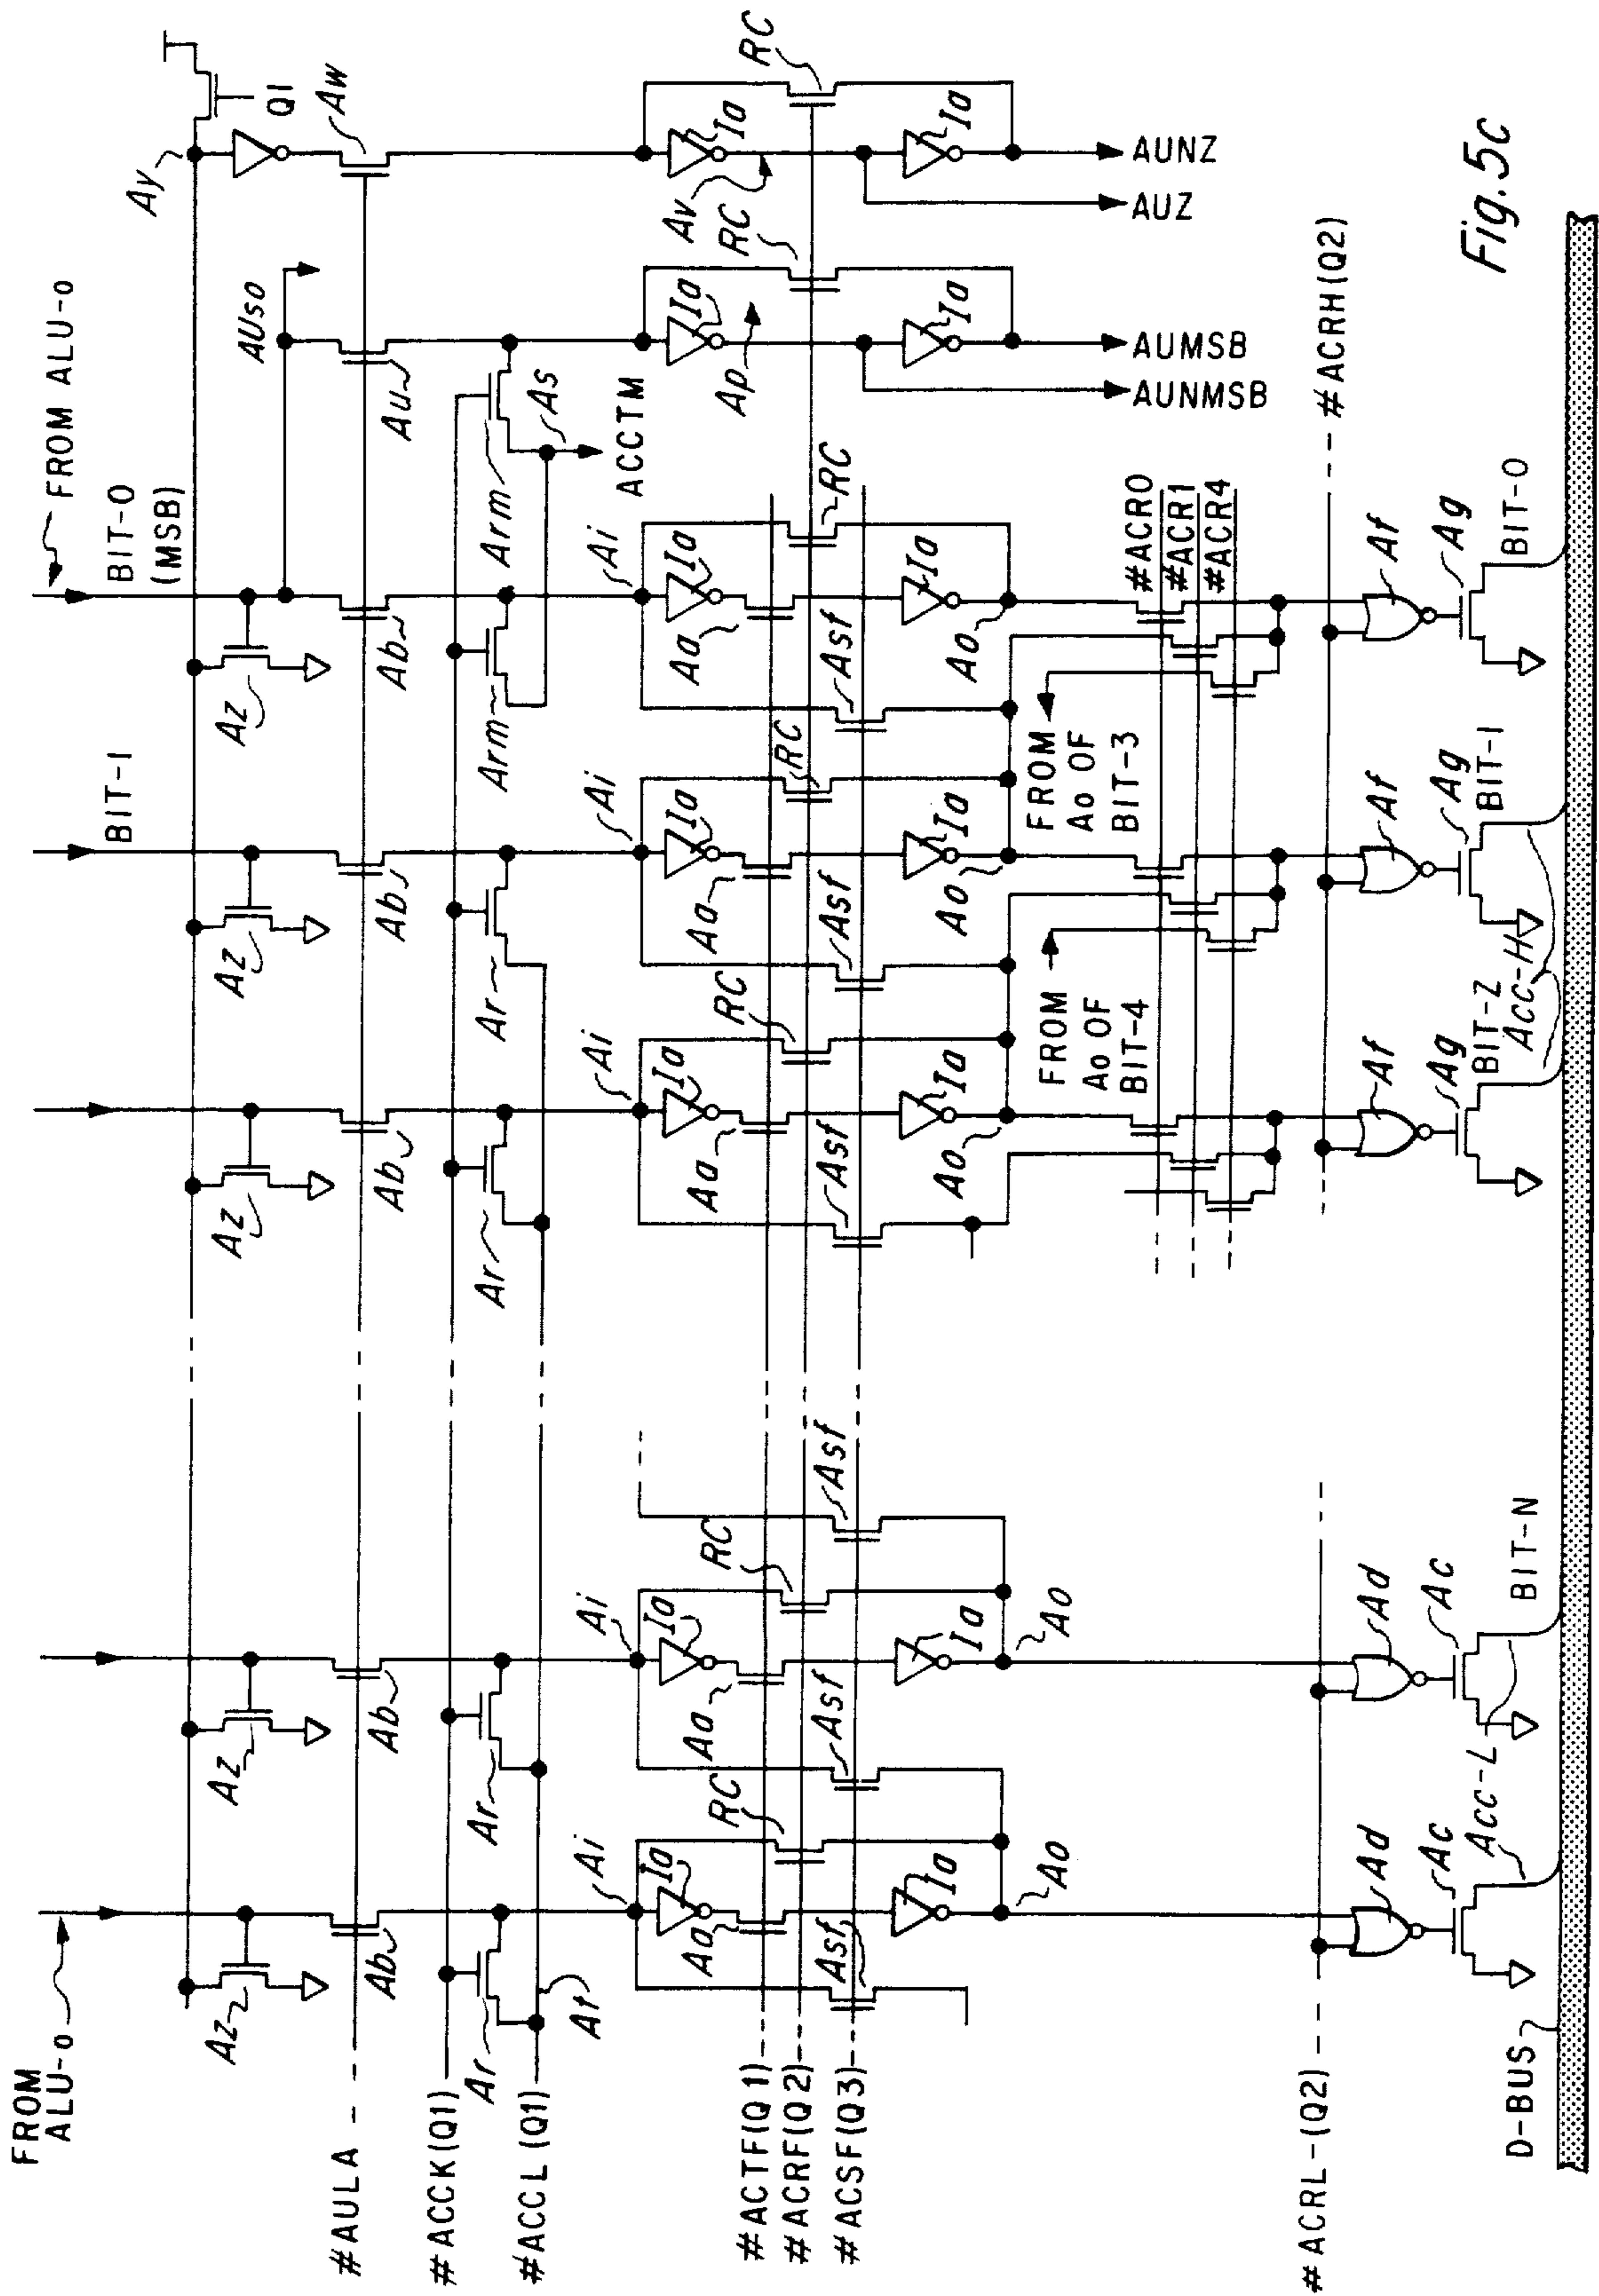 FROM ALU-o
BIT-O
(MSB)
BIT-1
FROM
ALU-o
Ay
Q1
Aw
AUso
Au
Az
Az
Az
Az
Az
Ab
Ab
Ab
Ab
Ab
#AULA
#ACCK(Q1)
#ACCL(Q1)
Arm
Arm
Ar
Ar
Ar
Ar
At
As
ACCTM
Ai
Ai
Ai
Ai
Ai
Ia
Ia
Ia
Ia
Ia
Ia
Ia
RC
RC
RC
RC
RC
RC
RC
Av
Ap
Aa
Aa
Aa
Aa
Aa
Asf
Asf
Asf
Asf
Asf
Asf
Ia
Ia
Ia
Ia
Ia
Ia
Ia
#ACTF(Q1)
#ACRF(Q2)
#ACSF(Q3)
AUNZ
AUZ
AUMSB
AUNMSB
Ao
Ao
Ao
Ao
Ao
#ACR0
#ACR1
#ACR4
FROM
Ao OF
BIT-3
FROM
Ao OF
BIT-4
#ACRH(Q2)
#ACRL-(Q2)
Af
Af
Af
Ad
Ad
Ag
Ag
Ag
Ac
Ac
BIT-O
BIT-1
BIT-Z
Acc-H
BIT-N
Acc-L
D-BUS
Fig.5c